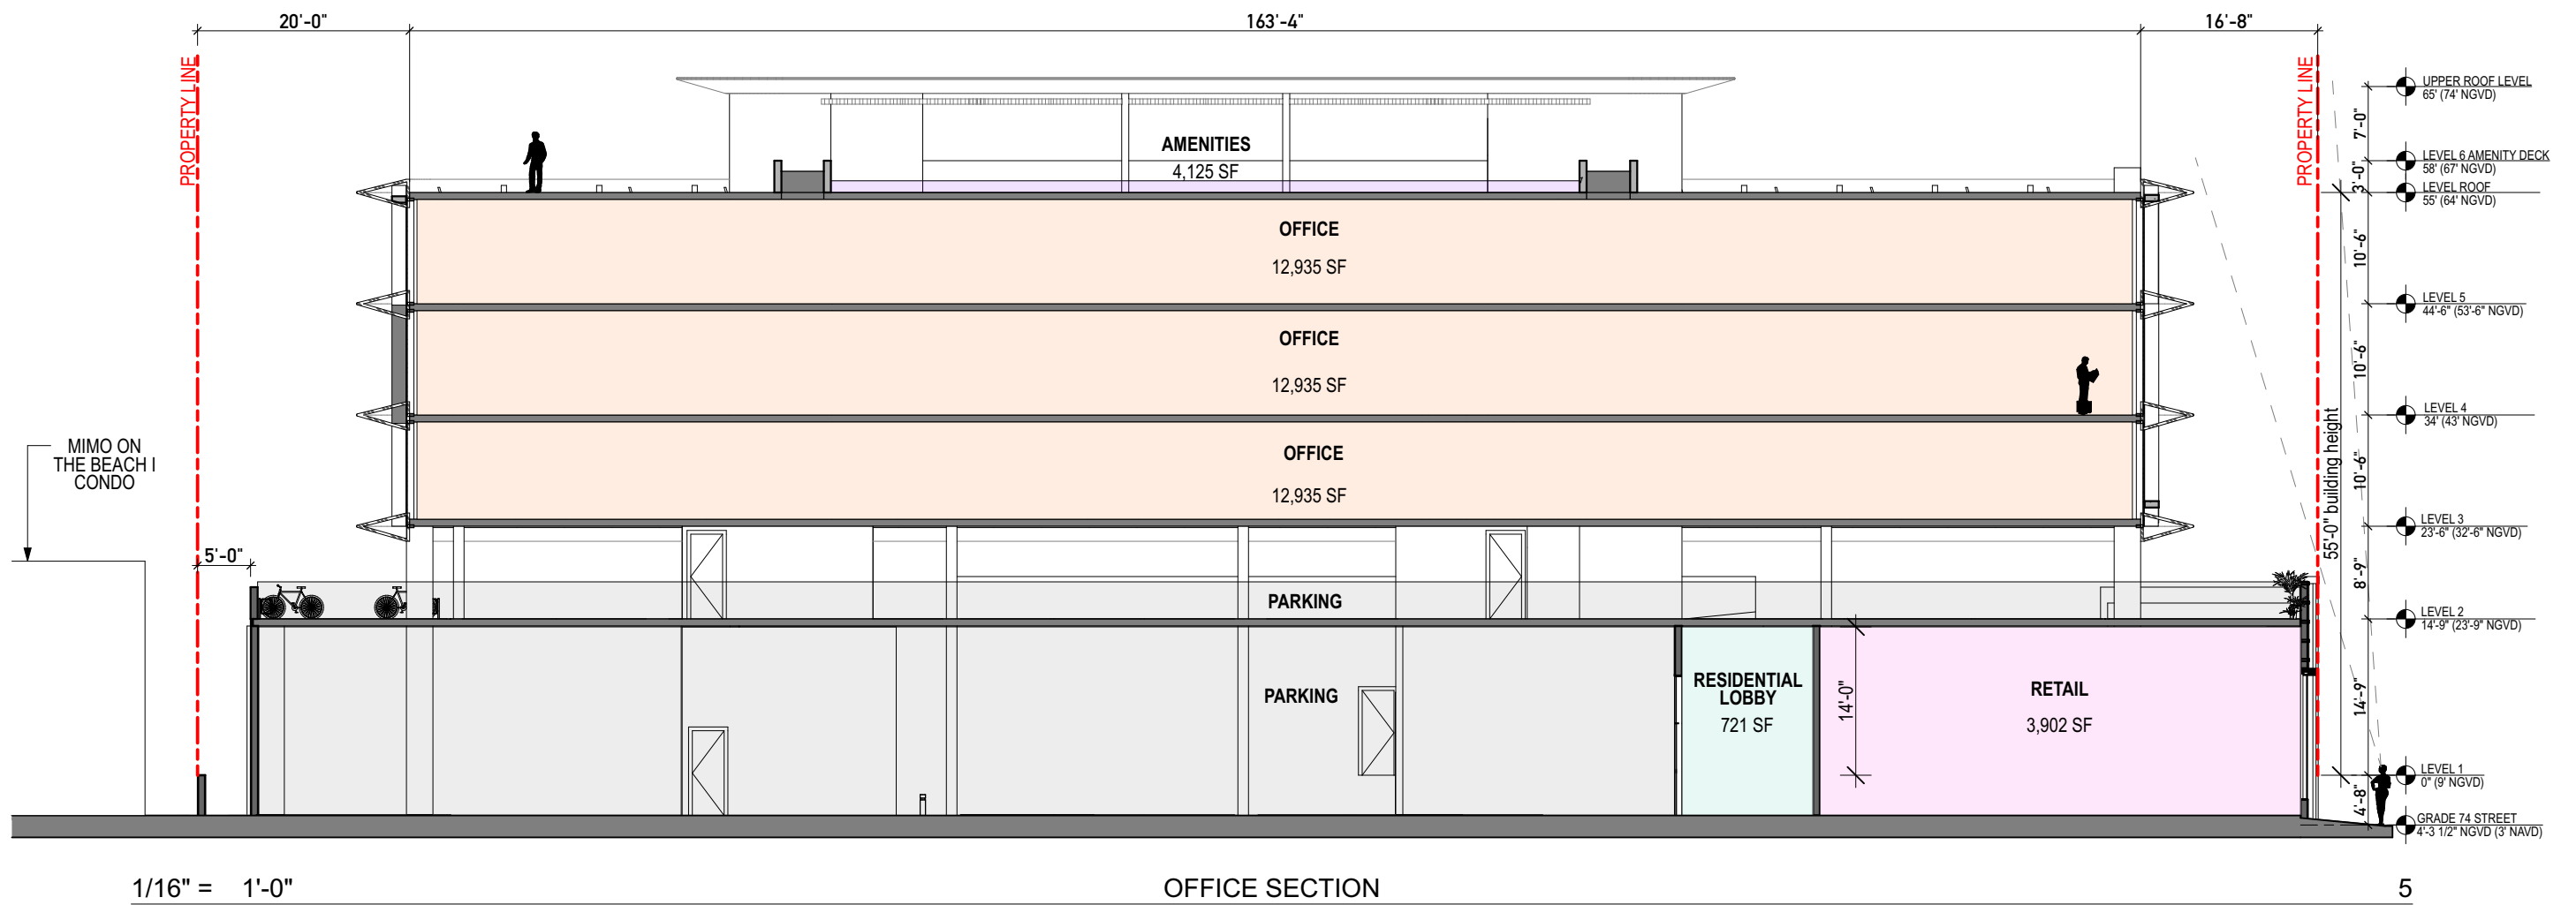 20'-0"
163'-4"
16'-8"
PROPERTY LINE
PROPERTY LINE
UPPER ROOF LEVEL
65' (74' NGVD)
7'-0"
AMENITIES
4,125 SF
LEVEL 6 AMENITY DECK
58' (67' NGVD)
3'-0"
LEVEL ROOF
55' (64' NGVD)
OFFICE
12,935 SF
10'-6"
LEVEL 5
44'-6" (53'-6" NGVD)
OFFICE
12,935 SF
10'-6"
LEVEL 4
34' (43' NGVD)
MIMO ON
THE BEACH I
CONDO
OFFICE
12,935 SF
10'-6"
55'-0" building height
LEVEL 3
23'-6" (32'-6" NGVD)
5'-0"
8'-9"
PARKING
LEVEL 2
14'-9" (23'-9" NGVD)
PARKING
RESIDENTIAL
LOBBY
721 SF
14'-0"
RETAIL
3,902 SF
14'-9"
LEVEL 1
0" (9' NGVD)
4'-8"
GRADE 74 STREET
4'-3 1/2" NGVD (3' NAVD)
1/16" = 1'-0"
OFFICE SECTION
5